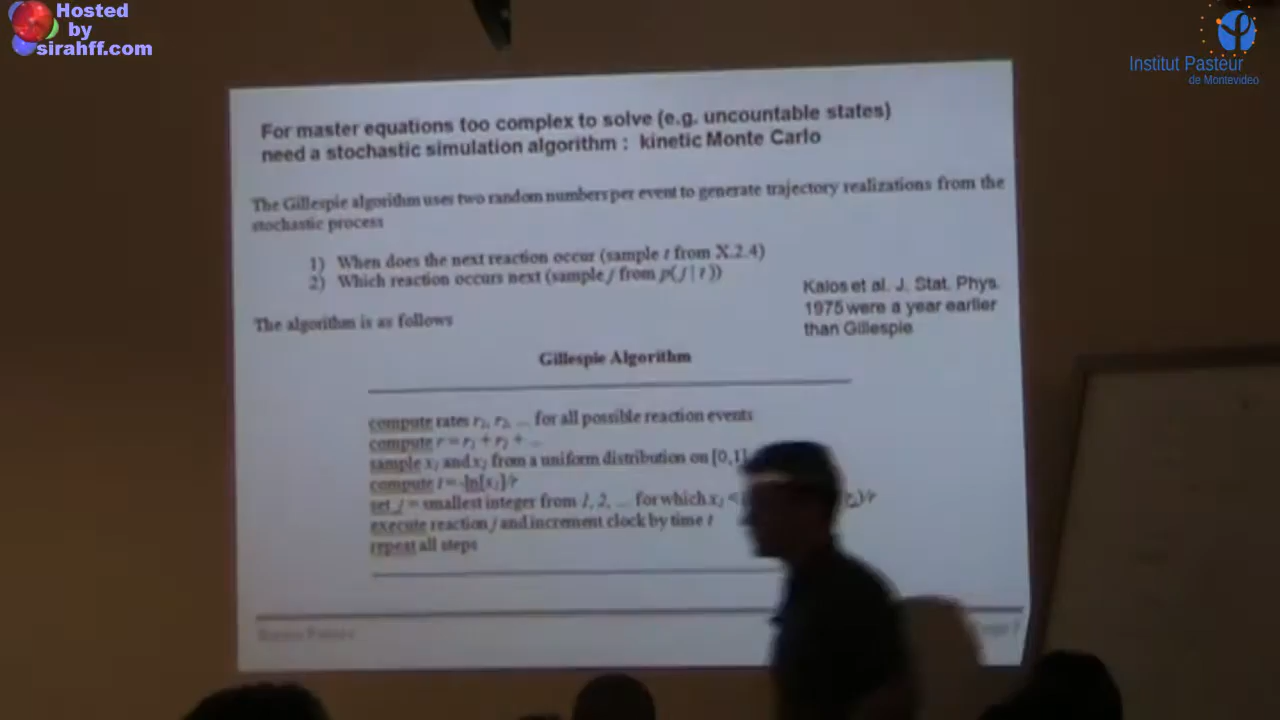 Hosted
by
sirahff.com
Institut Pasteur
de Montevideo
For master equations too complex to solve (e.g. uncountable states)
need a stochastic simulation algorithm : kinetic Monte Carlo
The Gillespie algorithm uses two random numbers per event to generate trajectory realizations from the
stochastic process
1) When does the next reaction occur (sample t from X.2.4)
2) Which reaction occurs next (sample j from p(j|t))
Kalos et al. J. Stat. Phys.
1975 were a year earlier
than Gillespie
The algorithm is as follows
Gillespie Algorithm
compute rates r₁, r₂, ... for all possible reaction events
compute r = r₁ + r₂ + ...
sample x₁ and x₂ from a uniform distribution on [0,1]
compute t = -ln[x₁]/r
set j = smallest integer from 1, 2, ... for which x₂ <
execute reaction j and increment clock by time t
repeat all steps